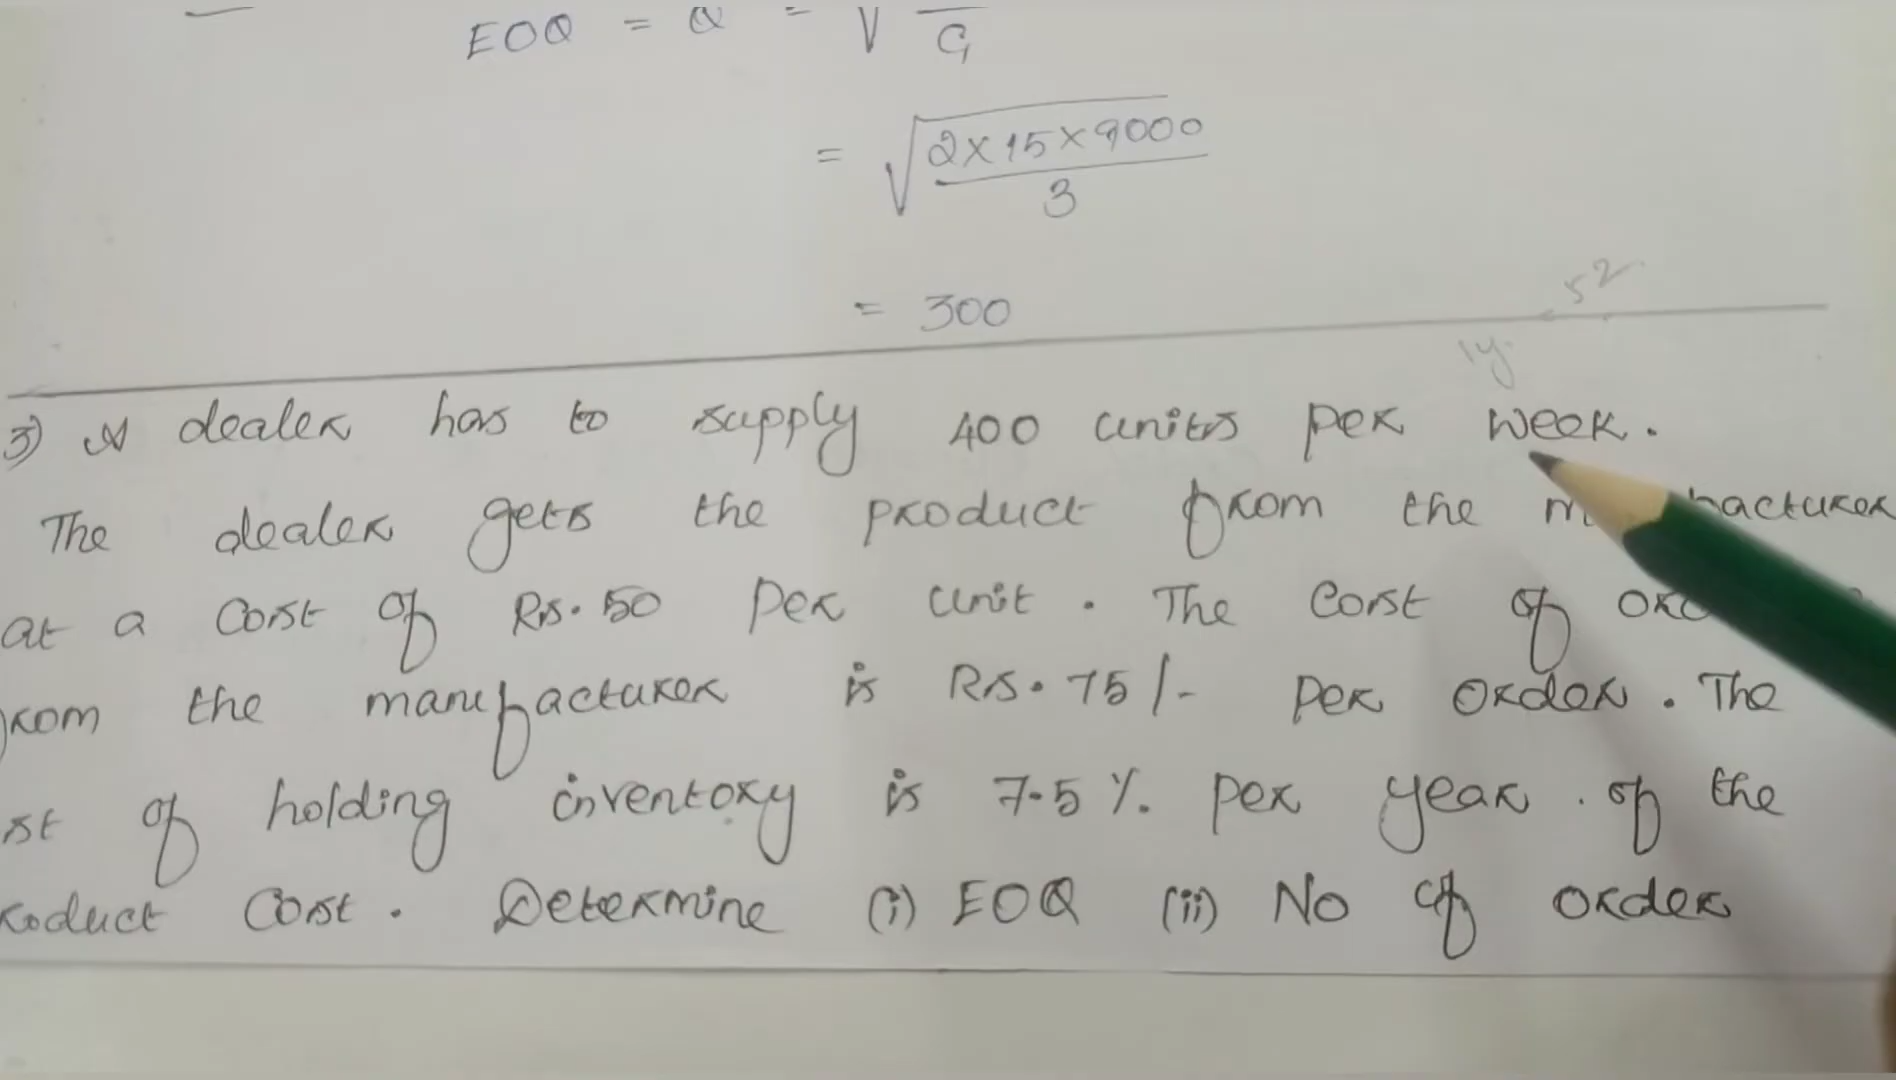 EOQ = Q = √ C₁
= √ 2 × 15 × 9000
3
= 300
52
1y.
3) A dealer has to supply 400 units per week.
The dealer gets the product from the
at a cost of Rs. 50 per unit. The cost of
the manufacturer is Rs. 75/- per order. The
of holding inventory is 7.5 %. per year. of the
cost. Determine (i) EOQ (ii) No of order